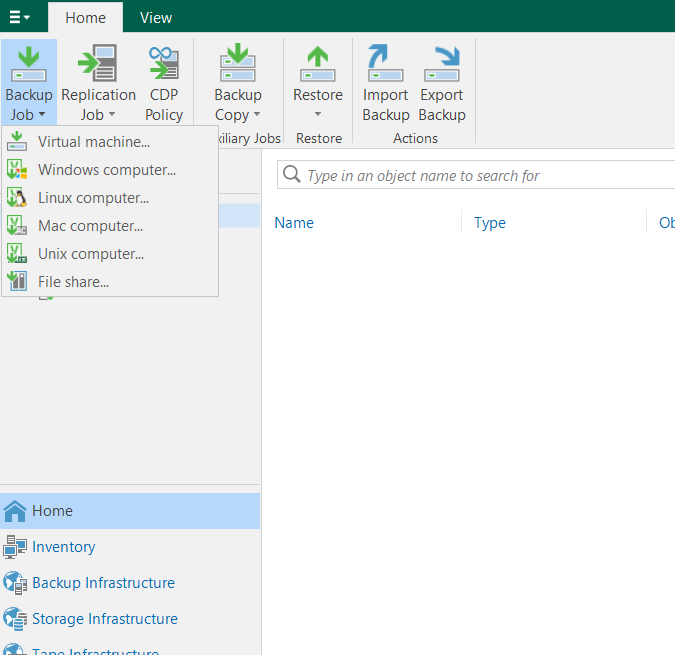 Home View
Backup Job
Replication Job
CDP Policy
Backup Copy
Restore
Import Backup
Export Backup
xiliary Jobs
Restore
Actions
Virtual machine...
Windows computer...
Linux computer...
Mac computer...
Unix computer...
File share...
Type in an object name to search for
Name Type Ob
Home
Inventory
Backup Infrastructure
Storage Infrastructure
Tape Infrastructure